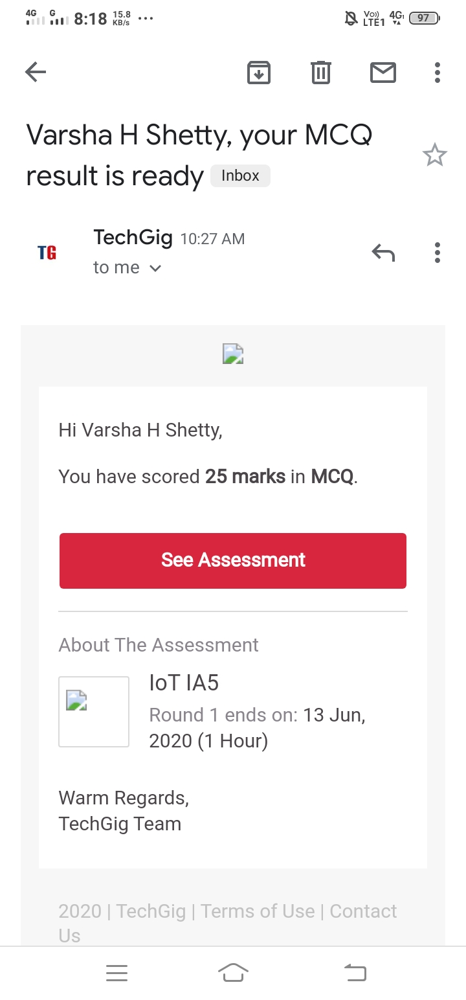 4G G 8:18 15.8 KB/s ... Vo)) LTE1 4G1 97
Varsha H Shetty, your MCQ
result is ready Inbox
TG TechGig 10:27 AM
to me
Hi Varsha H Shetty,
You have scored 25 marks in MCQ.
See Assessment
About The Assessment
IoT IA5
Round 1 ends on: 13 Jun,
2020 (1 Hour)
Warm Regards,
TechGig Team
2020 | TechGig | Terms of Use | Contact
Us